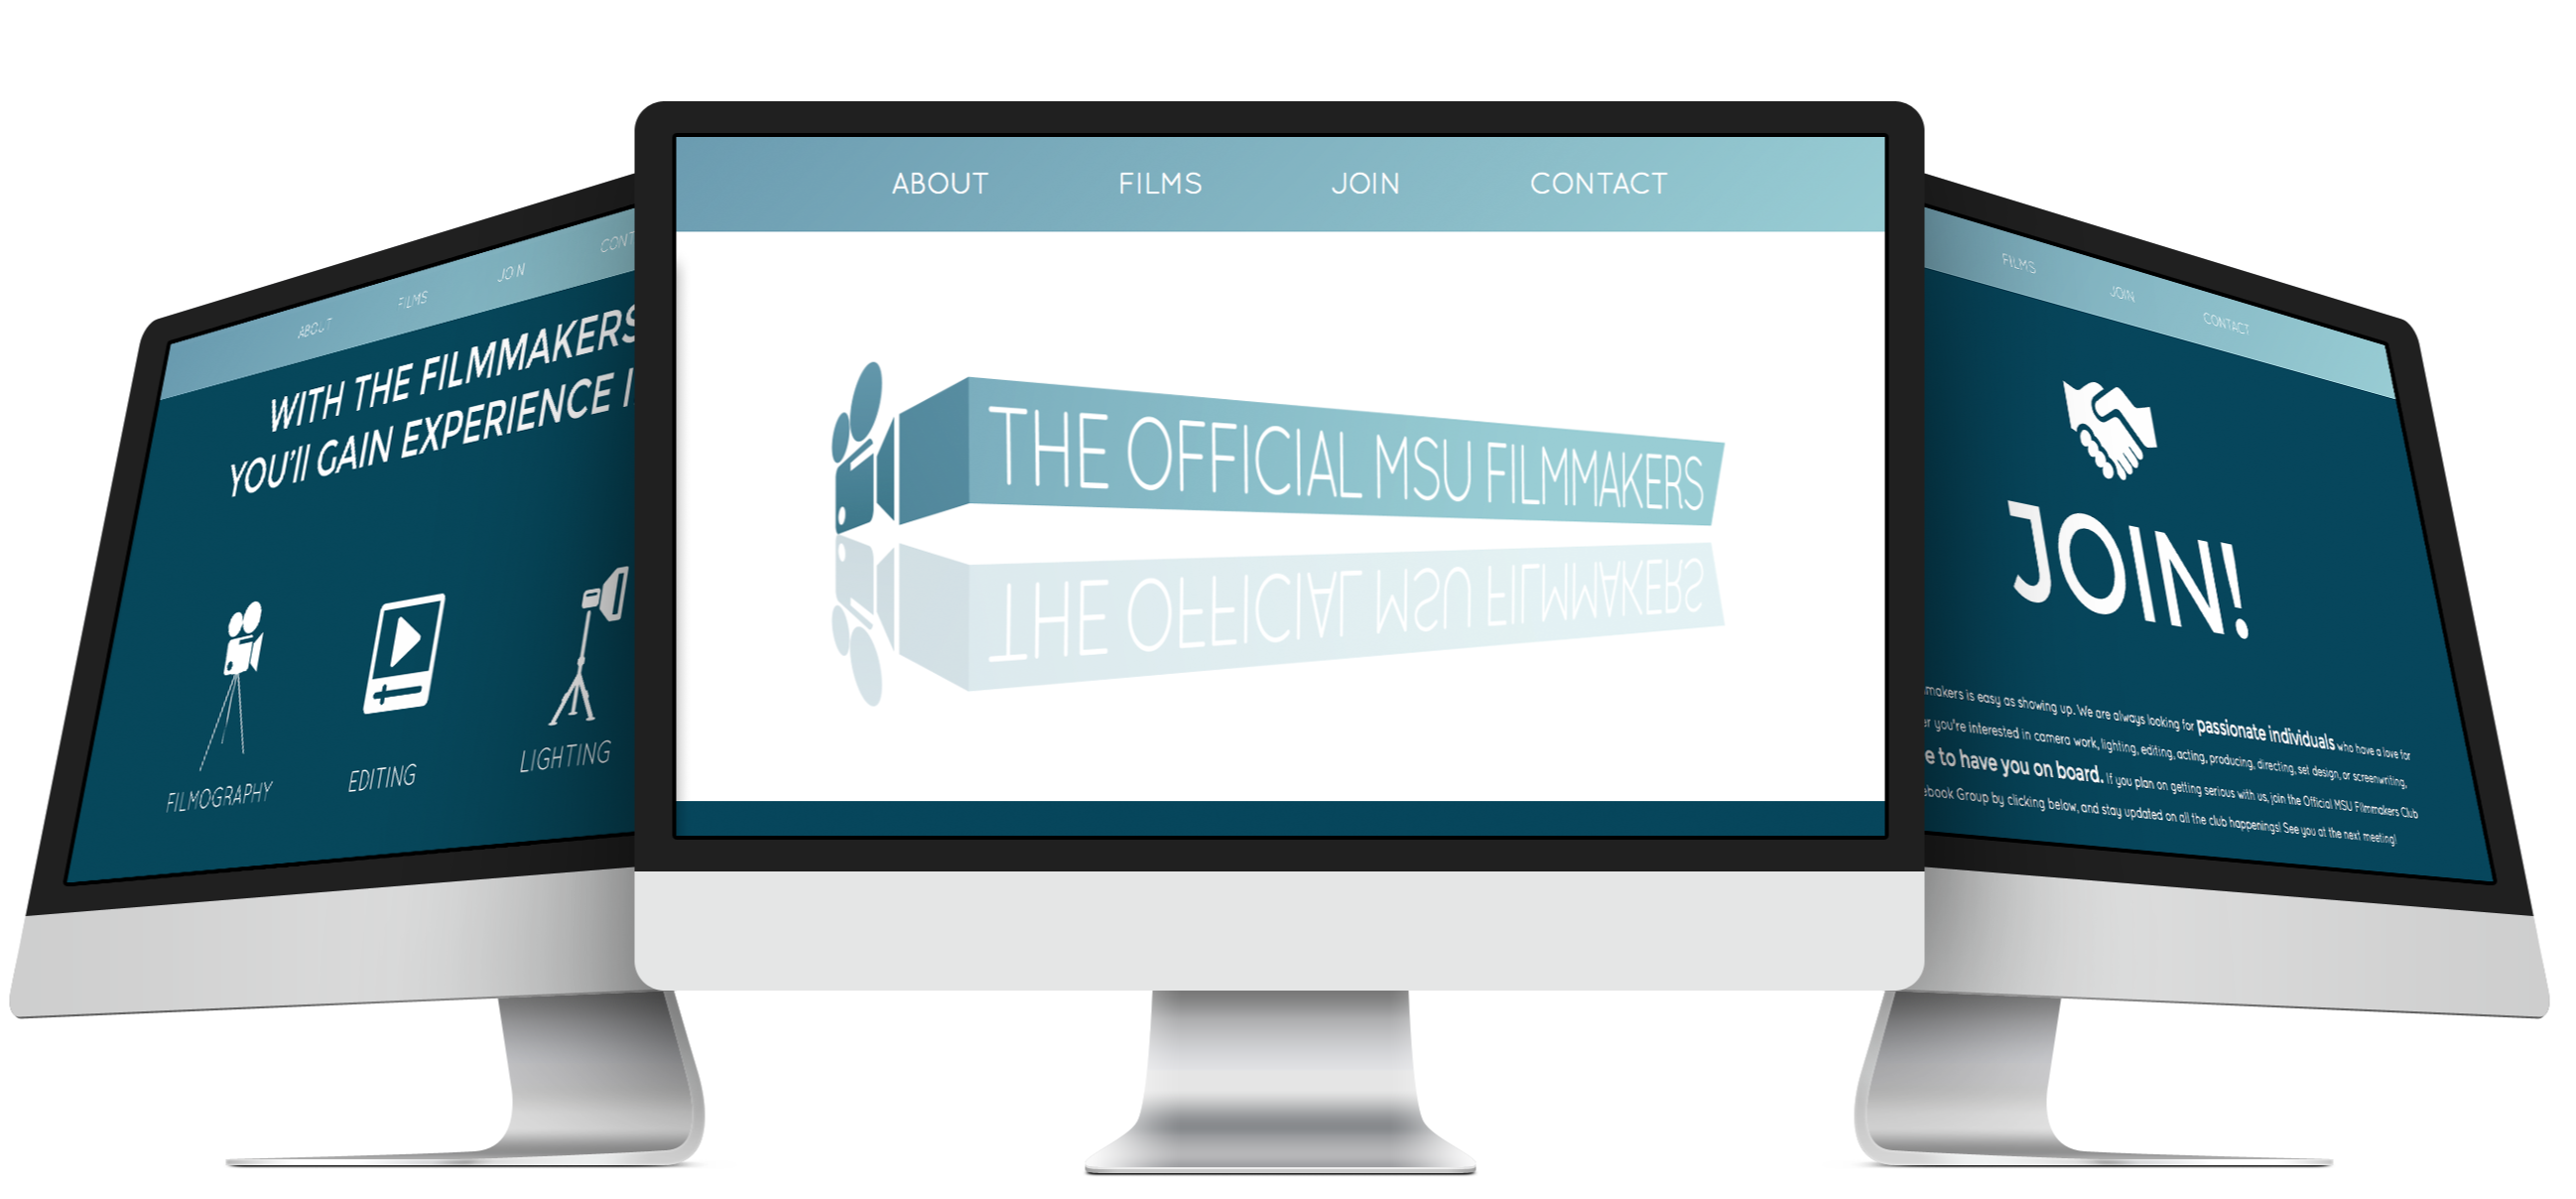 ABOUT FILMS JOIN CONT
WITH THE FILMMAKERS
YOU'll GAIN EXPERIENCE
FILMOGRAPHY EDITING LIGHTING
ABOUT FILMS JOIN CONTACT
THE OFFICIAL MSU FILMMAKERS
THE OFFICIAL MSU FILMMAKERS
FILMS JOIN CONTACT
JOIN!
makers is easy as showing up. We are always looking for passionate individuals who have a love for
er you're interested in camera work, lighting, editing, acting, producing, directing, set design, or screenwriting,
e to have you on board. If you plan on getting serious with us, join the Official MSU Filmmakers Club
ebook Group by clicking below, and stay updated on all the club happenings! See you at the next meeting!